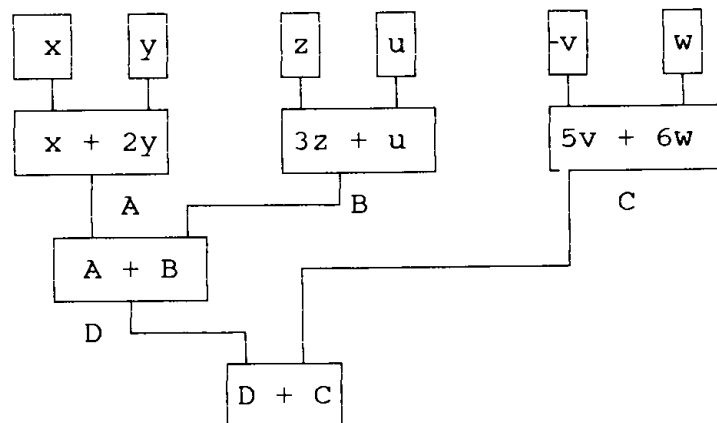 x y z u v w
x + 2y 3z + u 5v + 6w
A B C
A + B
D
D + C